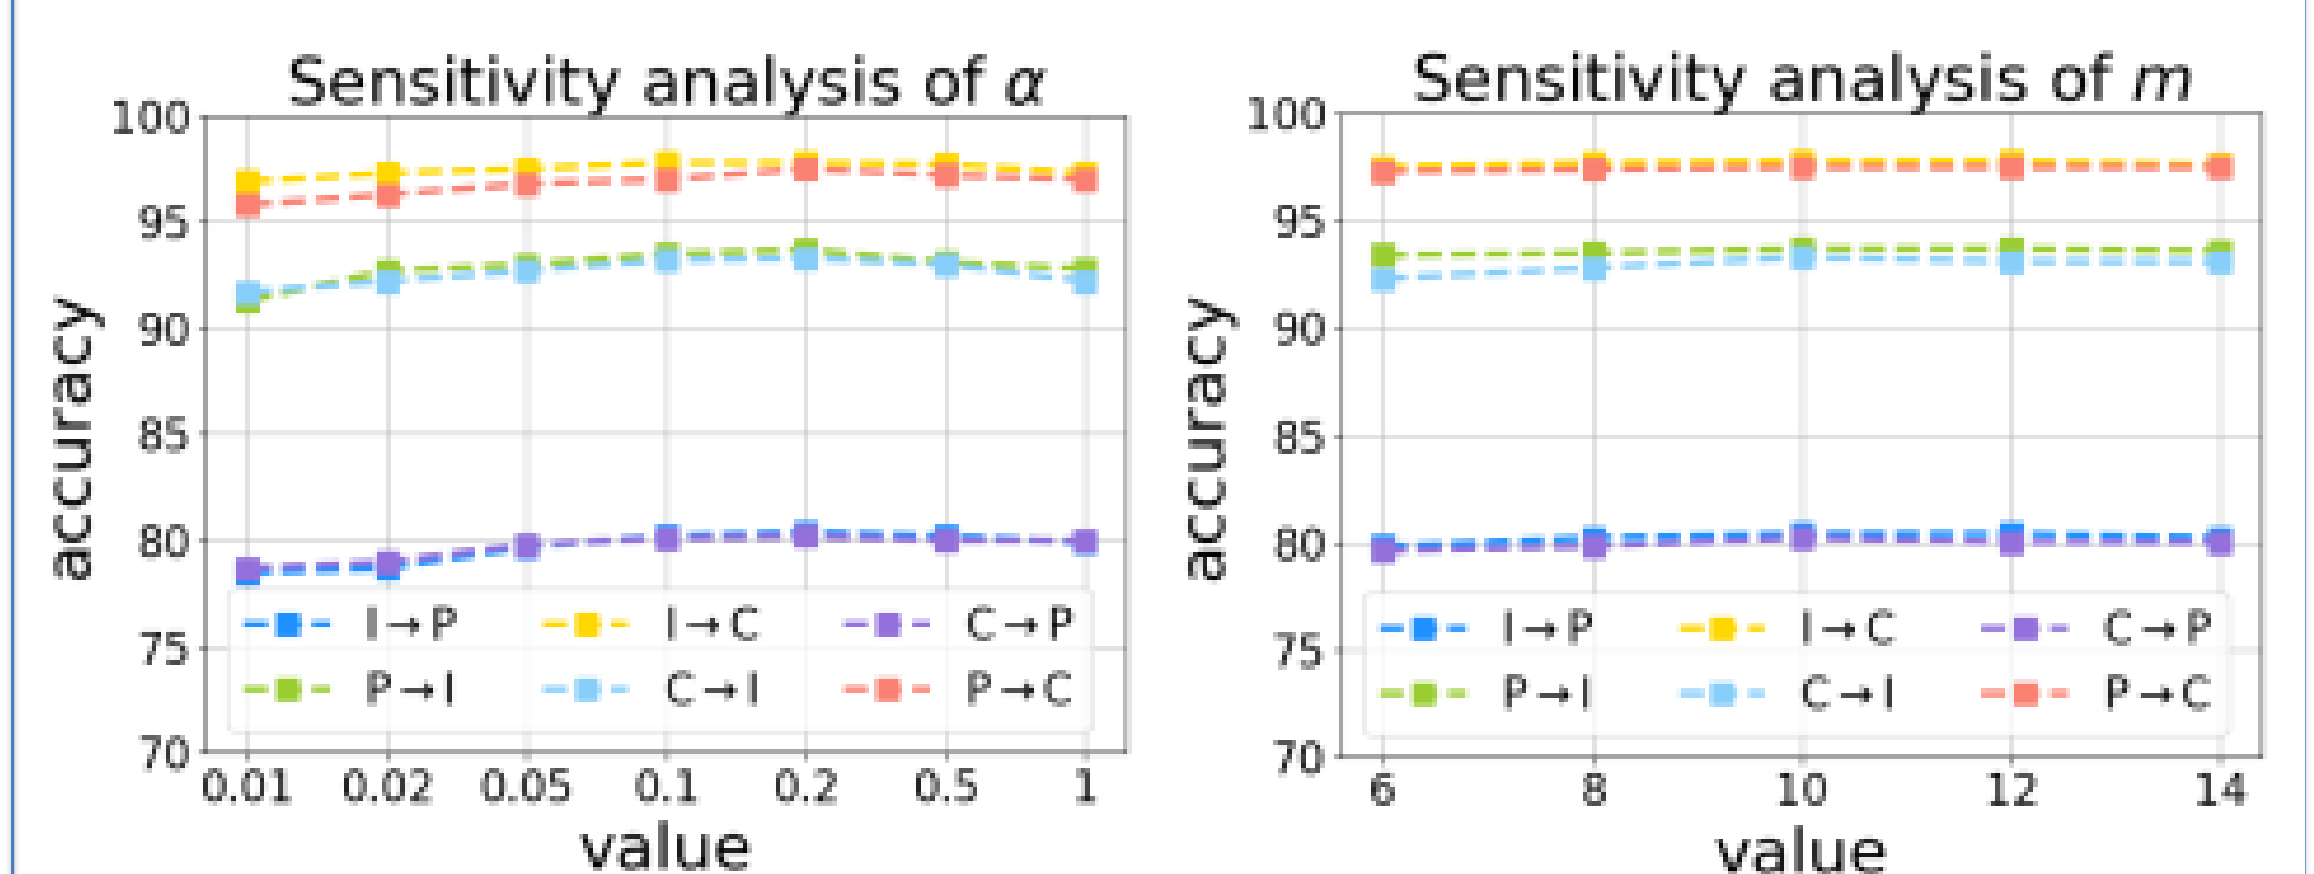 Sensitivity analysis of α
100
95
90
85
80
75
70
accuracy
I→P
I→C
C→P
P→I
C→I
P→C
0.01 0.02 0.05 0.1 0.2 0.5 1
value
Sensitivity analysis of m
100
95
90
85
80
75
70
accuracy
I→P
I→C
C→P
P→I
C→I
P→C
6 8 10 12 14
value